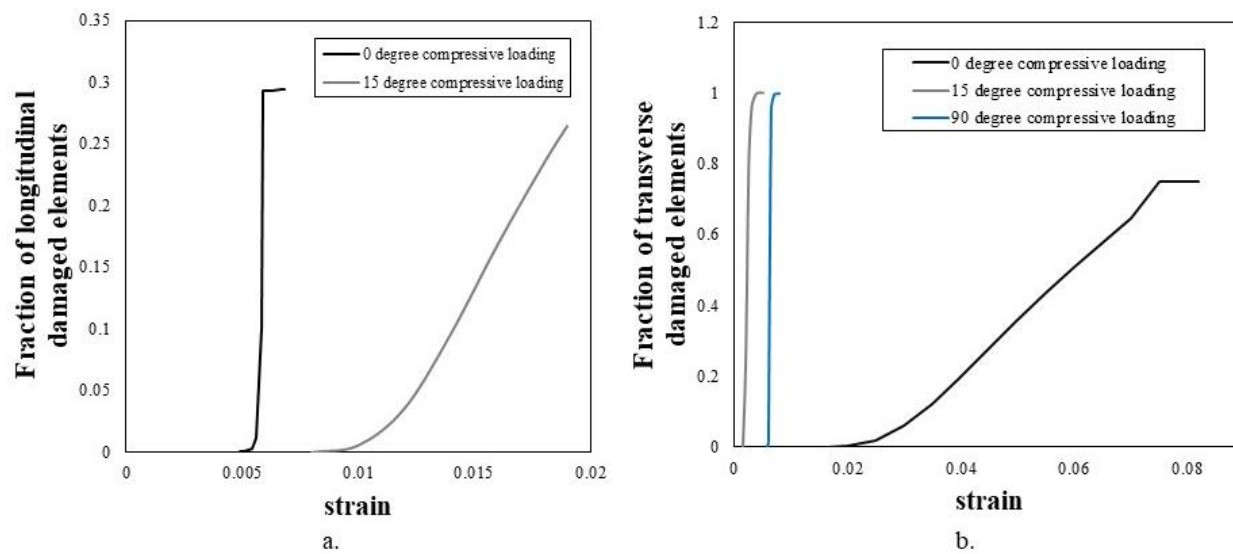 0.35
0.3
0.25
0.2
0.15
0.1
0.05
0
0
0.005
0.01
0.015
0.02
Fraction of longitudinal
damaged elements
strain
0 degree compressive loading
15 degree compressive loading
a.
1.2
1
0.8
0.6
0.4
0.2
0
0
0.02
0.04
0.06
0.08
Fraction of transverse
damaged elements
strain
0 degree compressive loading
15 degree compressive loading
90 degree compressive loading
b.